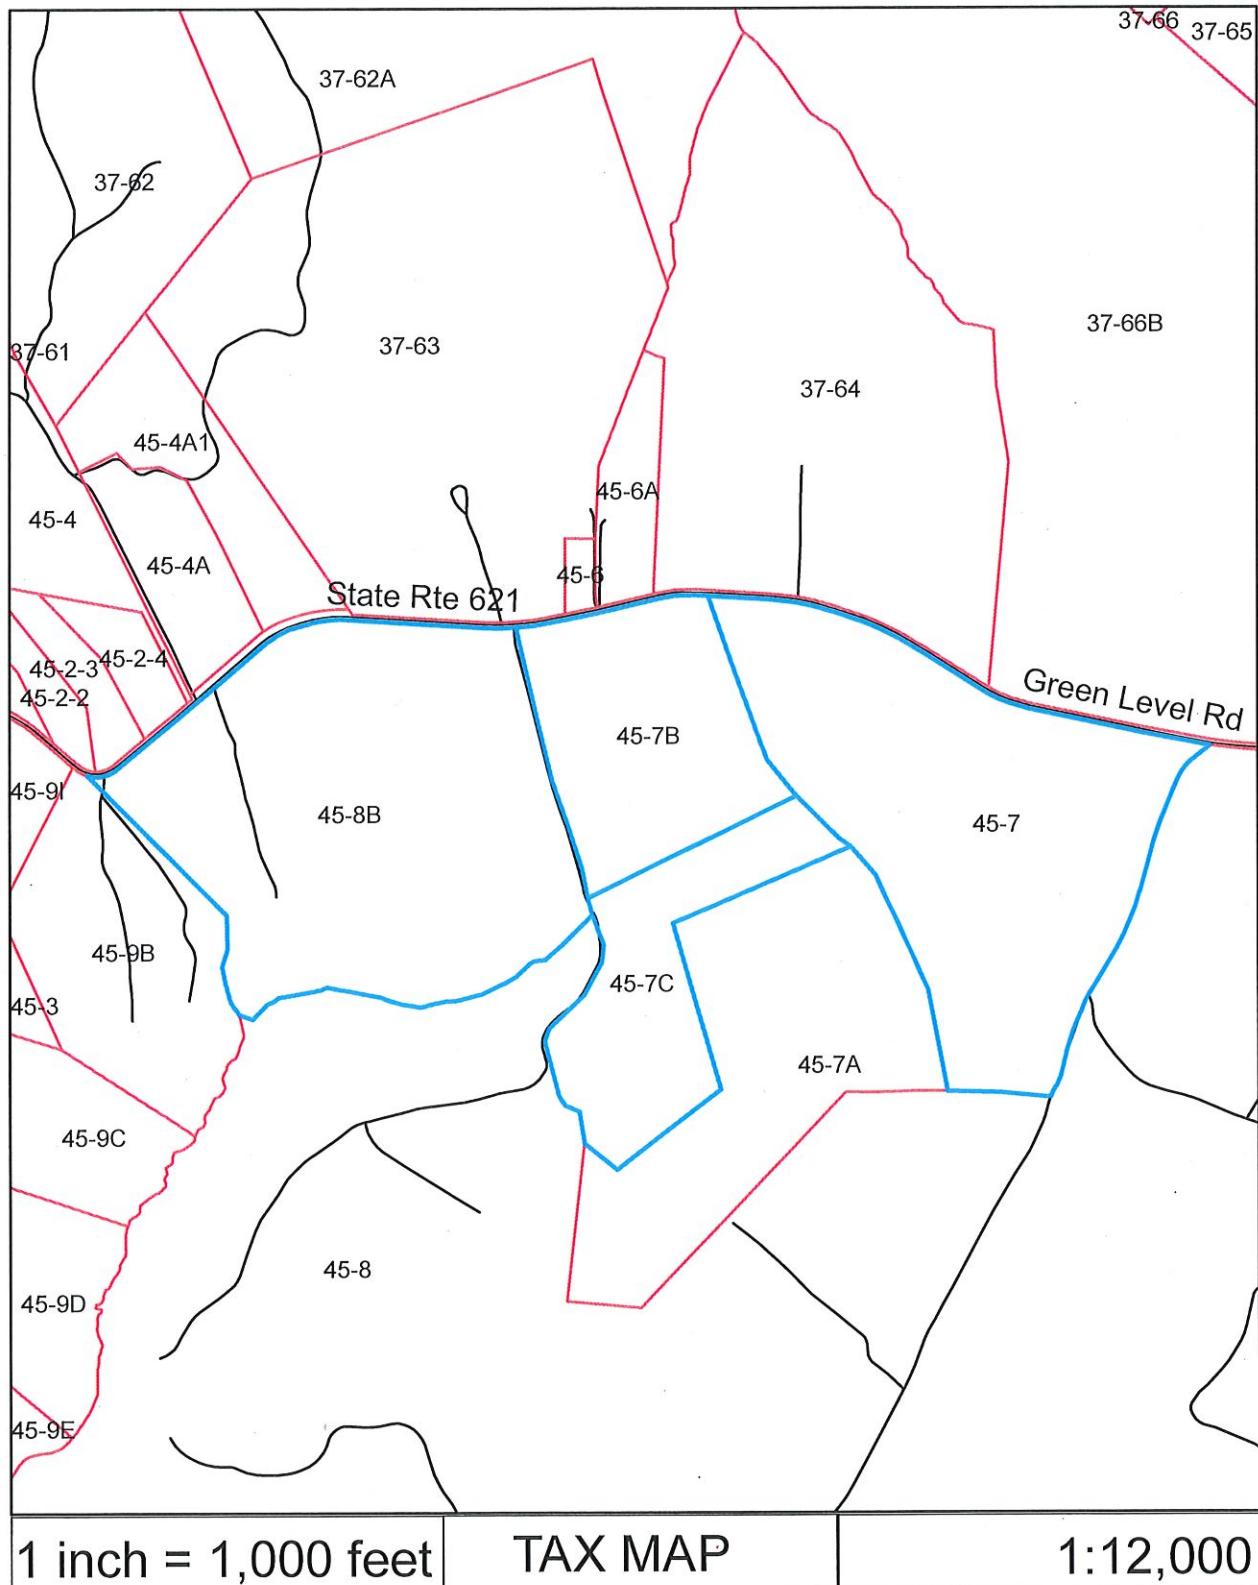 37-66
37-65
37-62A
37-62
37-66B
37-63
37-61
37-64
45-4A1
45-6A
45-4
45-4A
45-6
State Rte 621
45-2-4
45-2-3
45-2-2
Green Level Rd
45-7B
45-9I
45-8B
45-7
45-9B
45-7C
45-3
45-7A
45-9C
45-8
45-9D
45-9E
1 inch = 1,000 feet
TAX MAP
1:12,000